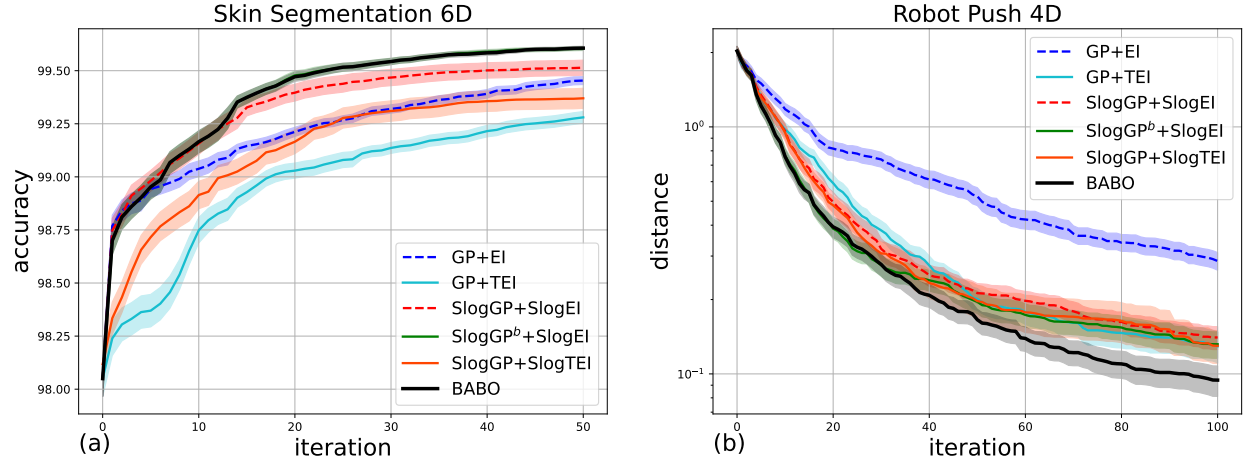 Skin Segmentation 6D
accuracy
99.50
99.25
99.00
98.75
98.50
98.25
98.00
GP+EI
GP+TEI
SlogGP+SlogEI
SlogGP^b+SlogEI
SlogGP+SlogTEI
BABO
0 10 20 30 40 50
(a) iteration
Robot Push 4D
distance
10^0
10^-1
GP+EI
GP+TEI
SlogGP+SlogEI
SlogGP^b+SlogEI
SlogGP+SlogTEI
BABO
0 20 40 60 80 100
(b) iteration